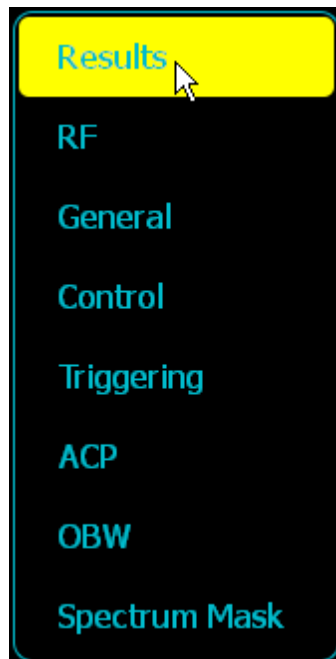 Results
RF
General
Control
Triggering
ACP
OBW
Spectrum Mask